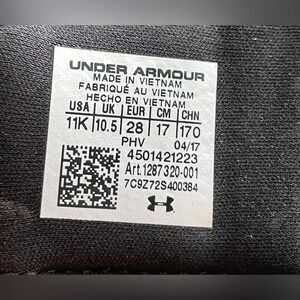 UNDER ARMOUR
MADE IN VIETNAM
FABRIQUÉ AU VIETNAM
HECHO EN VIETNAM
USA UK EUR CM CHN
11K 10.5 28 17 170
PHV 04/17
4501421223
Art.1287320-001
7C9Z72S400384